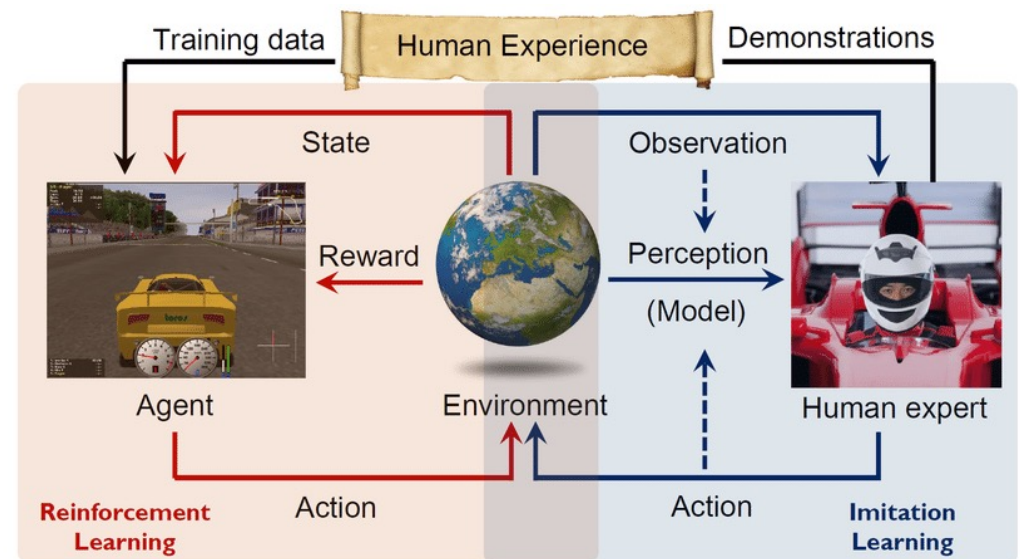 Training data
Human Experience
Demonstrations
State
Observation
Reward
Perception
(Model)
Agent
Environment
Human expert
Action
Action
Reinforcement
Learning
Imitation
Learning